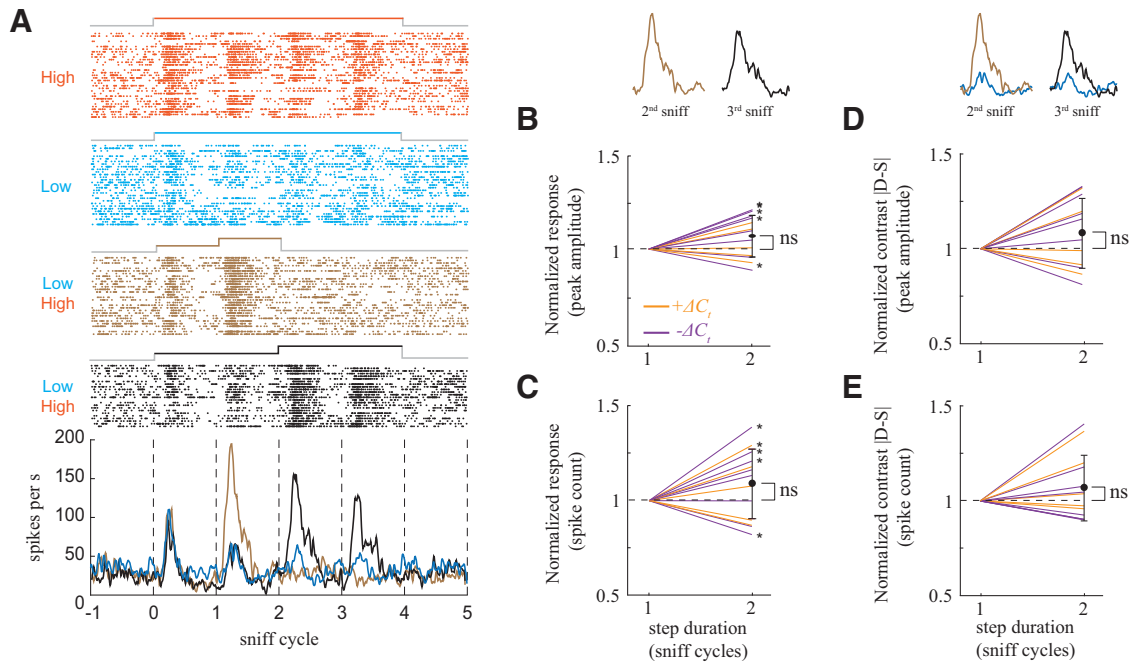 A
High
Low
Low
High
Low
High
200
150
100
50
0
spikes per s
-1 0 1 2 3 4 5
sniff cycle
2nd sniff 3rd sniff
B
Normalized response
(peak amplitude)
1.5
1
0.5
*
*
*
*
*
ns
+ΔCt
-ΔCt
1 2
C
Normalized response
(spike count)
1.5
1
0.5
*
*
*
*
*
ns
1 2
step duration
(sniff cycles)
2nd sniff 3rd sniff
D
Normalized contrast |D-S|
(peak amplitude)
1.5
1
0.5
ns
1 2
E
Normalized contrast |D-S|
(spike count)
1.5
1
0.5
ns
1 2
step duration
(sniff cycles)